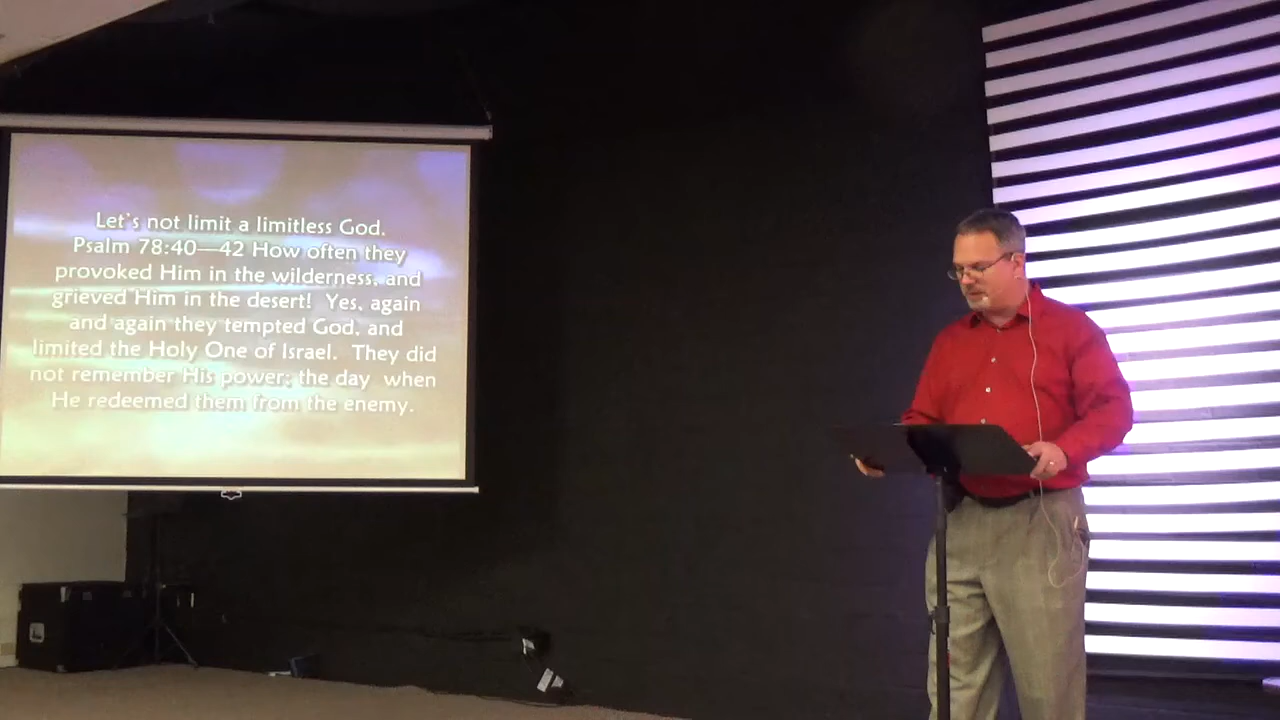 Let's not limit a limitless God.
Psalm 78:40—42 How often they
provoked Him in the wilderness, and
grieved Him in the desert! Yes, again
and again they tempted God, and
limited the Holy One of Israel. They did
not remember His power: the day when
He redeemed them from the enemy.